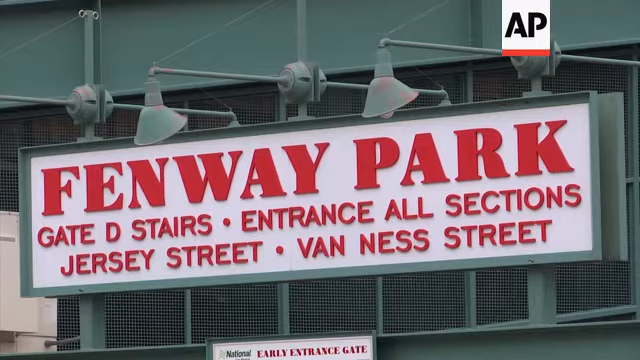 AP
FENWAY PARK
GATE D STAIRS • ENTRANCE ALL SECTIONS
JERSEY STREET • VAN NESS STREET
National
EARLY ENTRANCE GATE